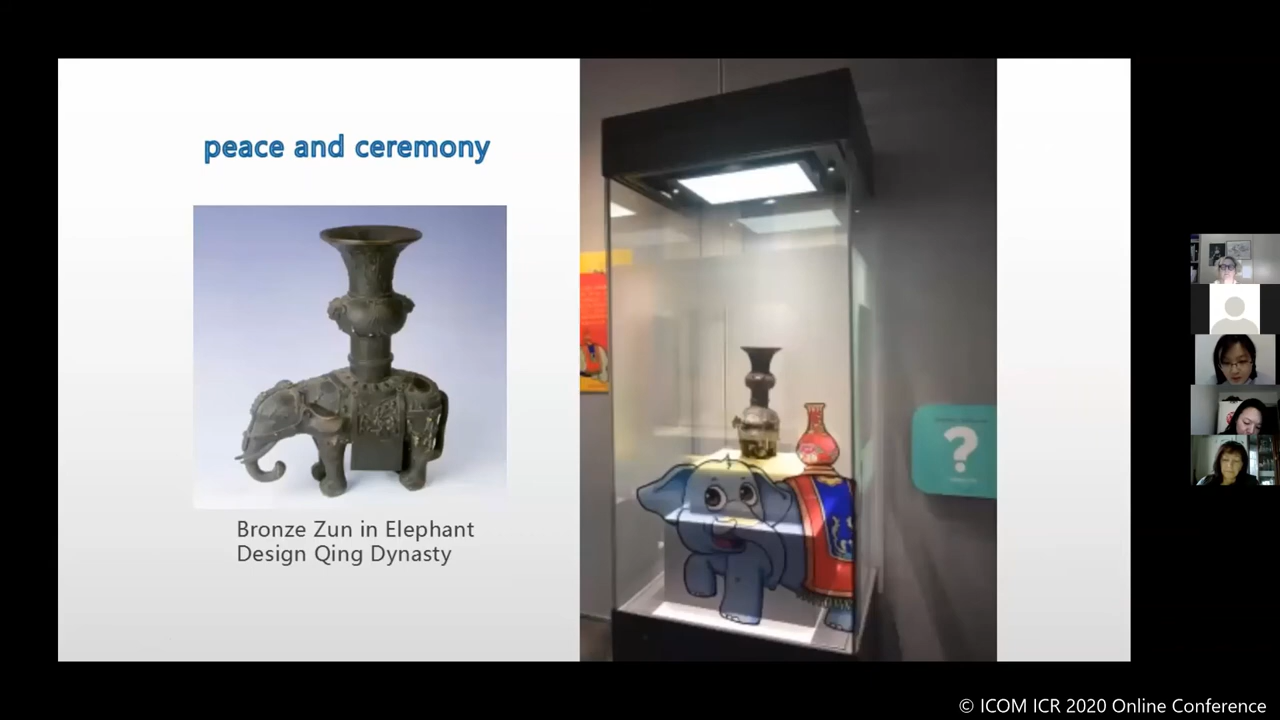 peace and ceremony
Bronze Zun in Elephant
Design Qing Dynasty
?
© ICOM ICR 2020 Online Conference